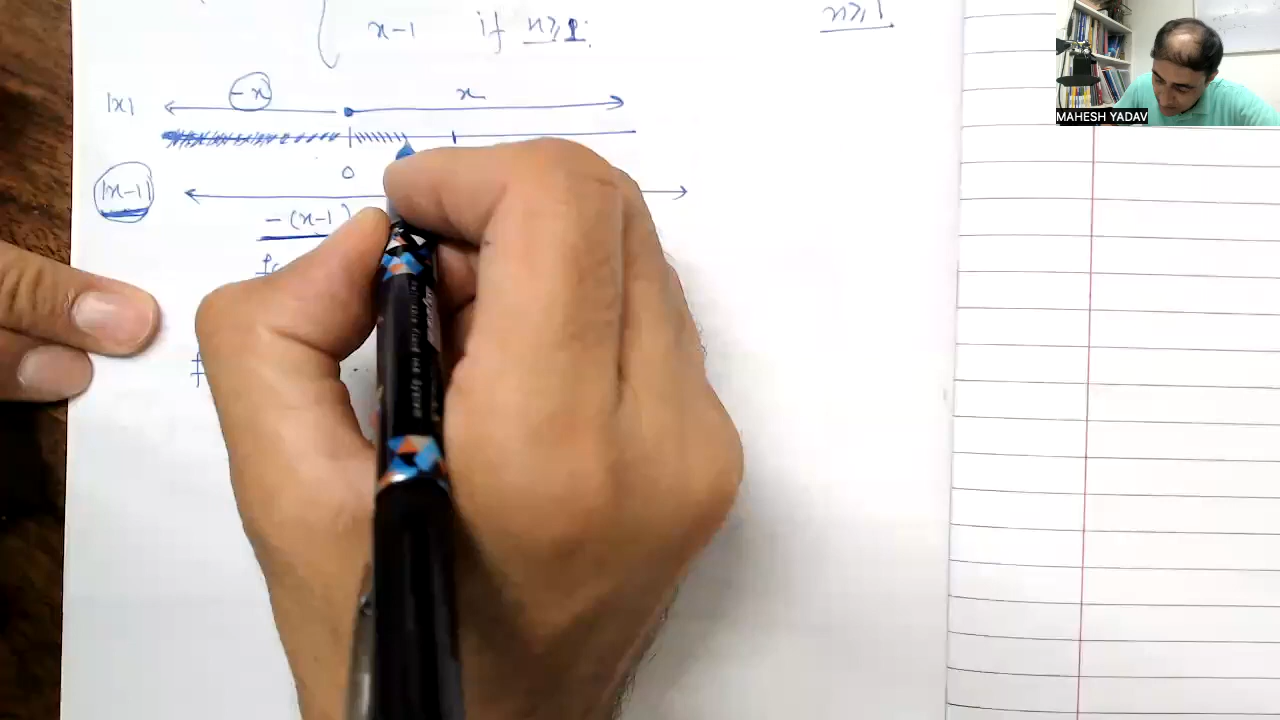 x-1 if x≥1.
x≥1
|x| -x x
0
|x-1|
-(x-1)
f
MAHESH YADAV